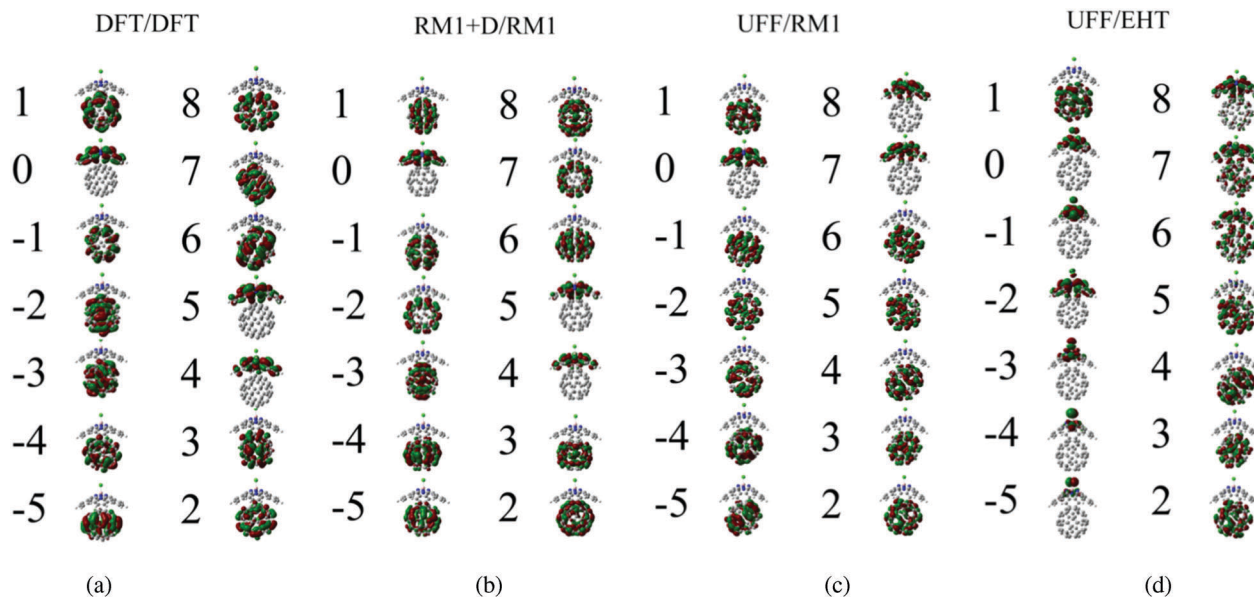 DFT/DFT RM1+D/RM1 UFF/RM1 UFF/EHT
1 8 1 8 1 8 1 8
0 7 0 7 0 7 0 7
-1 6 -1 6 -1 6 -1 6
-2 5 -2 5 -2 5 -2 5
-3 4 -3 4 -3 4 -3 4
-4 3 -4 3 -4 3 -4 3
-5 2 -5 2 -5 2 -5 2
(a) (b) (c) (d)